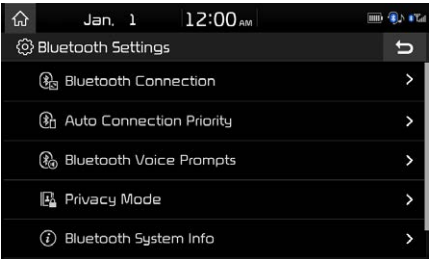 Jan. 1 12:00 AM
Bluetooth Settings
Bluetooth Connection
Auto Connection Priority
Bluetooth Voice Prompts
Privacy Mode
Bluetooth System Info